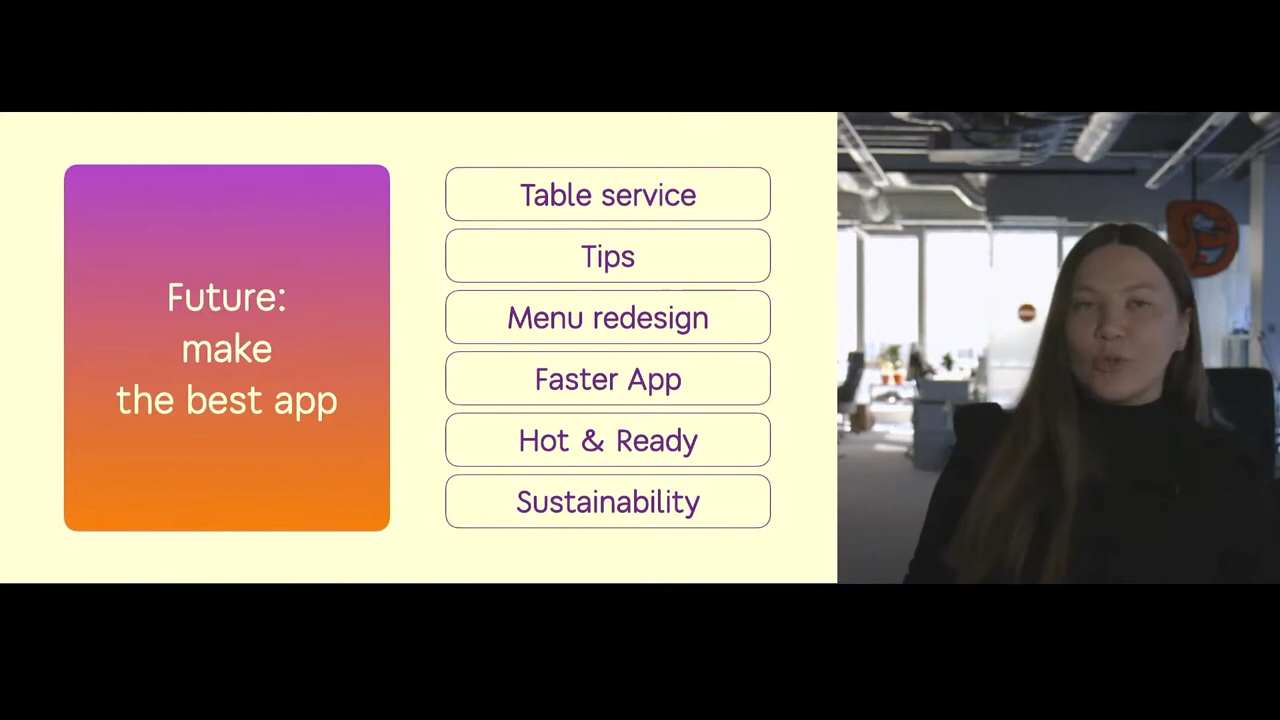 Future:
make
the best app
Table service
Tips
Menu redesign
Faster App
Hot & Ready
Sustainability